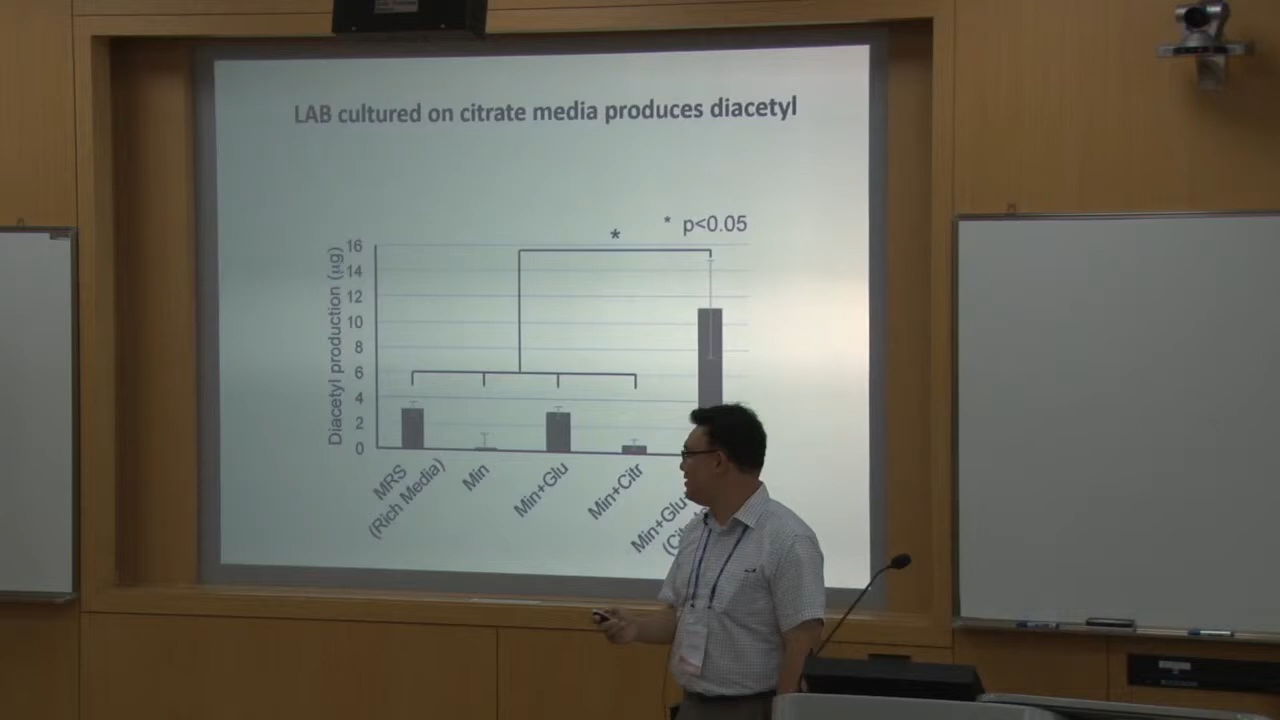 LAB cultured on citrate media produces diacetyl
* p<0.05
*
Diacetyl production (µg)
16
14
12
10
8
6
4
2
0
MRS
(Rich Media)
Min
Min+Glu
Min+Citr
Min+Glu